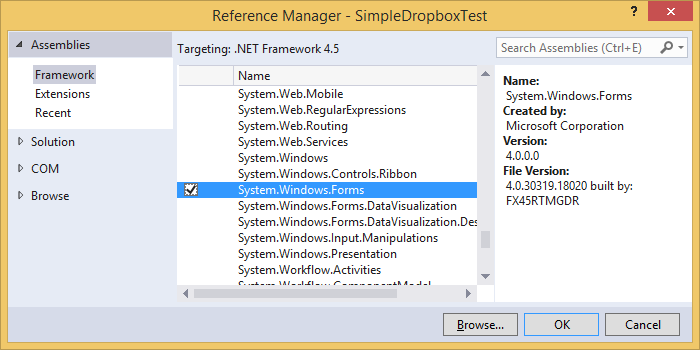 Reference Manager - SimpleDropboxTest
Assemblies
Framework
Extensions
Recent
Solution
COM
Browse
Targeting: .NET Framework 4.5
Name
System.Web.Mobile
System.Web.RegularExpressions
System.Web.Routing
System.Web.Services
System.Windows
System.Windows.Controls.Ribbon
System.Windows.Forms
System.Windows.Forms.DataVisualization
System.Windows.Forms.DataVisualization.Des
System.Windows.Input.Manipulations
System.Windows.Presentation
System.Workflow.Activities
System.Workflow.ComponentModel
Search Assemblies (Ctrl+E)
Name:
System.Windows.Forms
Created by:
Microsoft Corporation
Version:
4.0.0.0
File Version:
4.0.30319.18020 built by:
FX45RTMGDR
Browse...
OK
Cancel